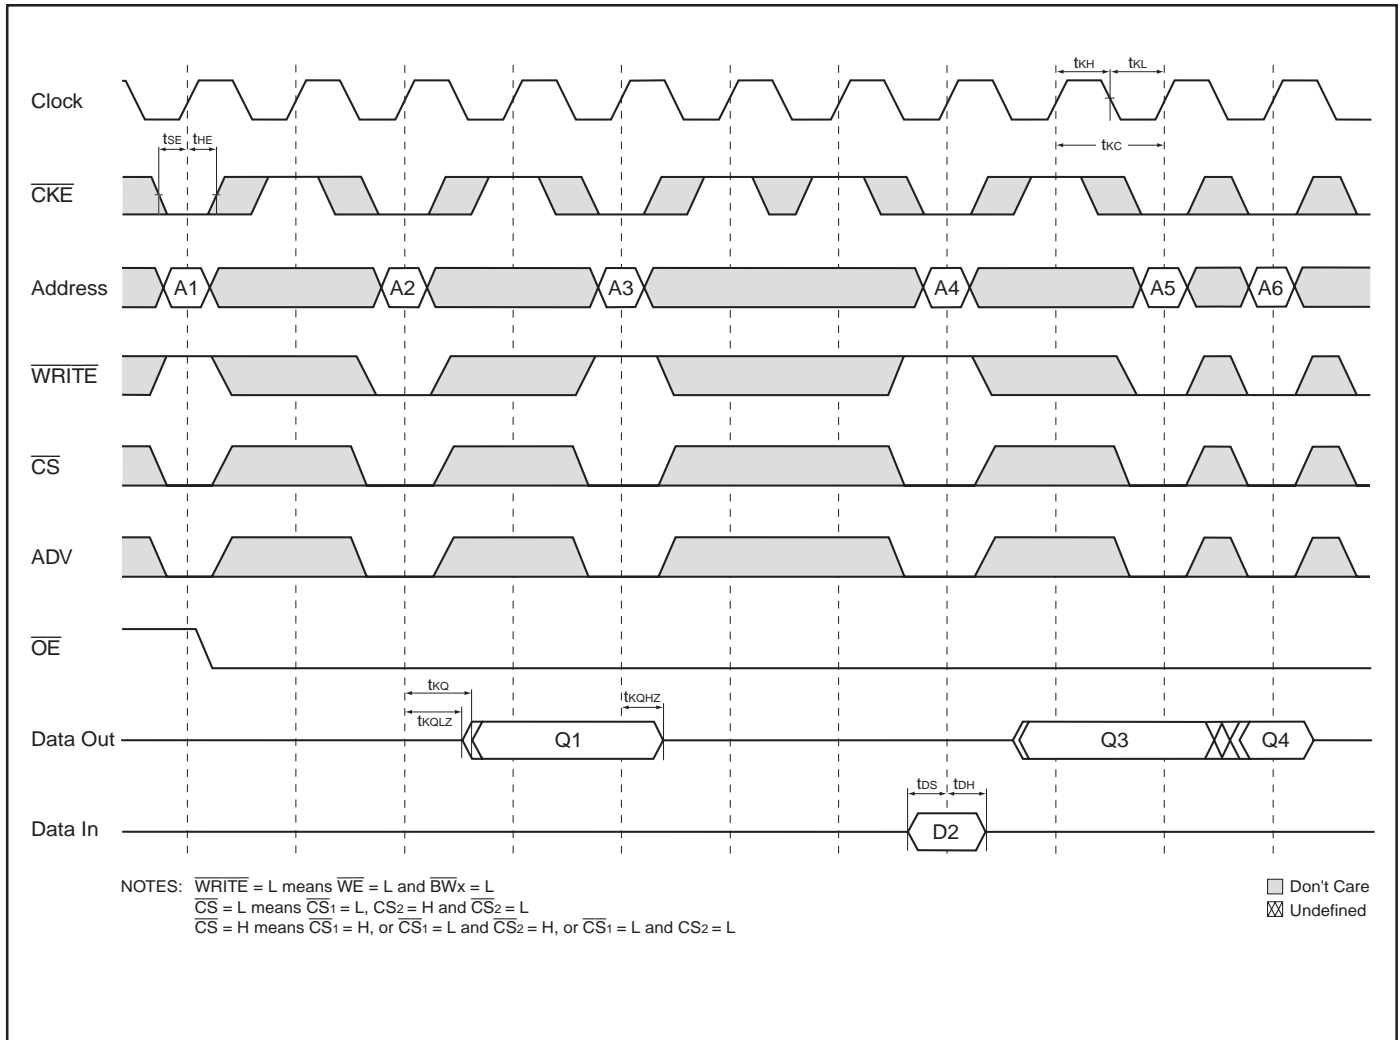 tKH tKL
Clock
tSE tHE
tKC
CKE
Address A1 A2 A3 A4 A5 A6
WRITE
CS
ADV
OE
tKQ
tKQLZ tKQHZ
Data Out Q1 Q3 Q4
tDS tDH
Data In D2
NOTES: WRITE = L means WE = L and BWx = L
CS = L means CS1 = L, CS2 = H and CS2 = L
CS = H means CS1 = H, or CS1 = L and CS2 = H, or CS1 = L and CS2 = L
Don't Care
Undefined